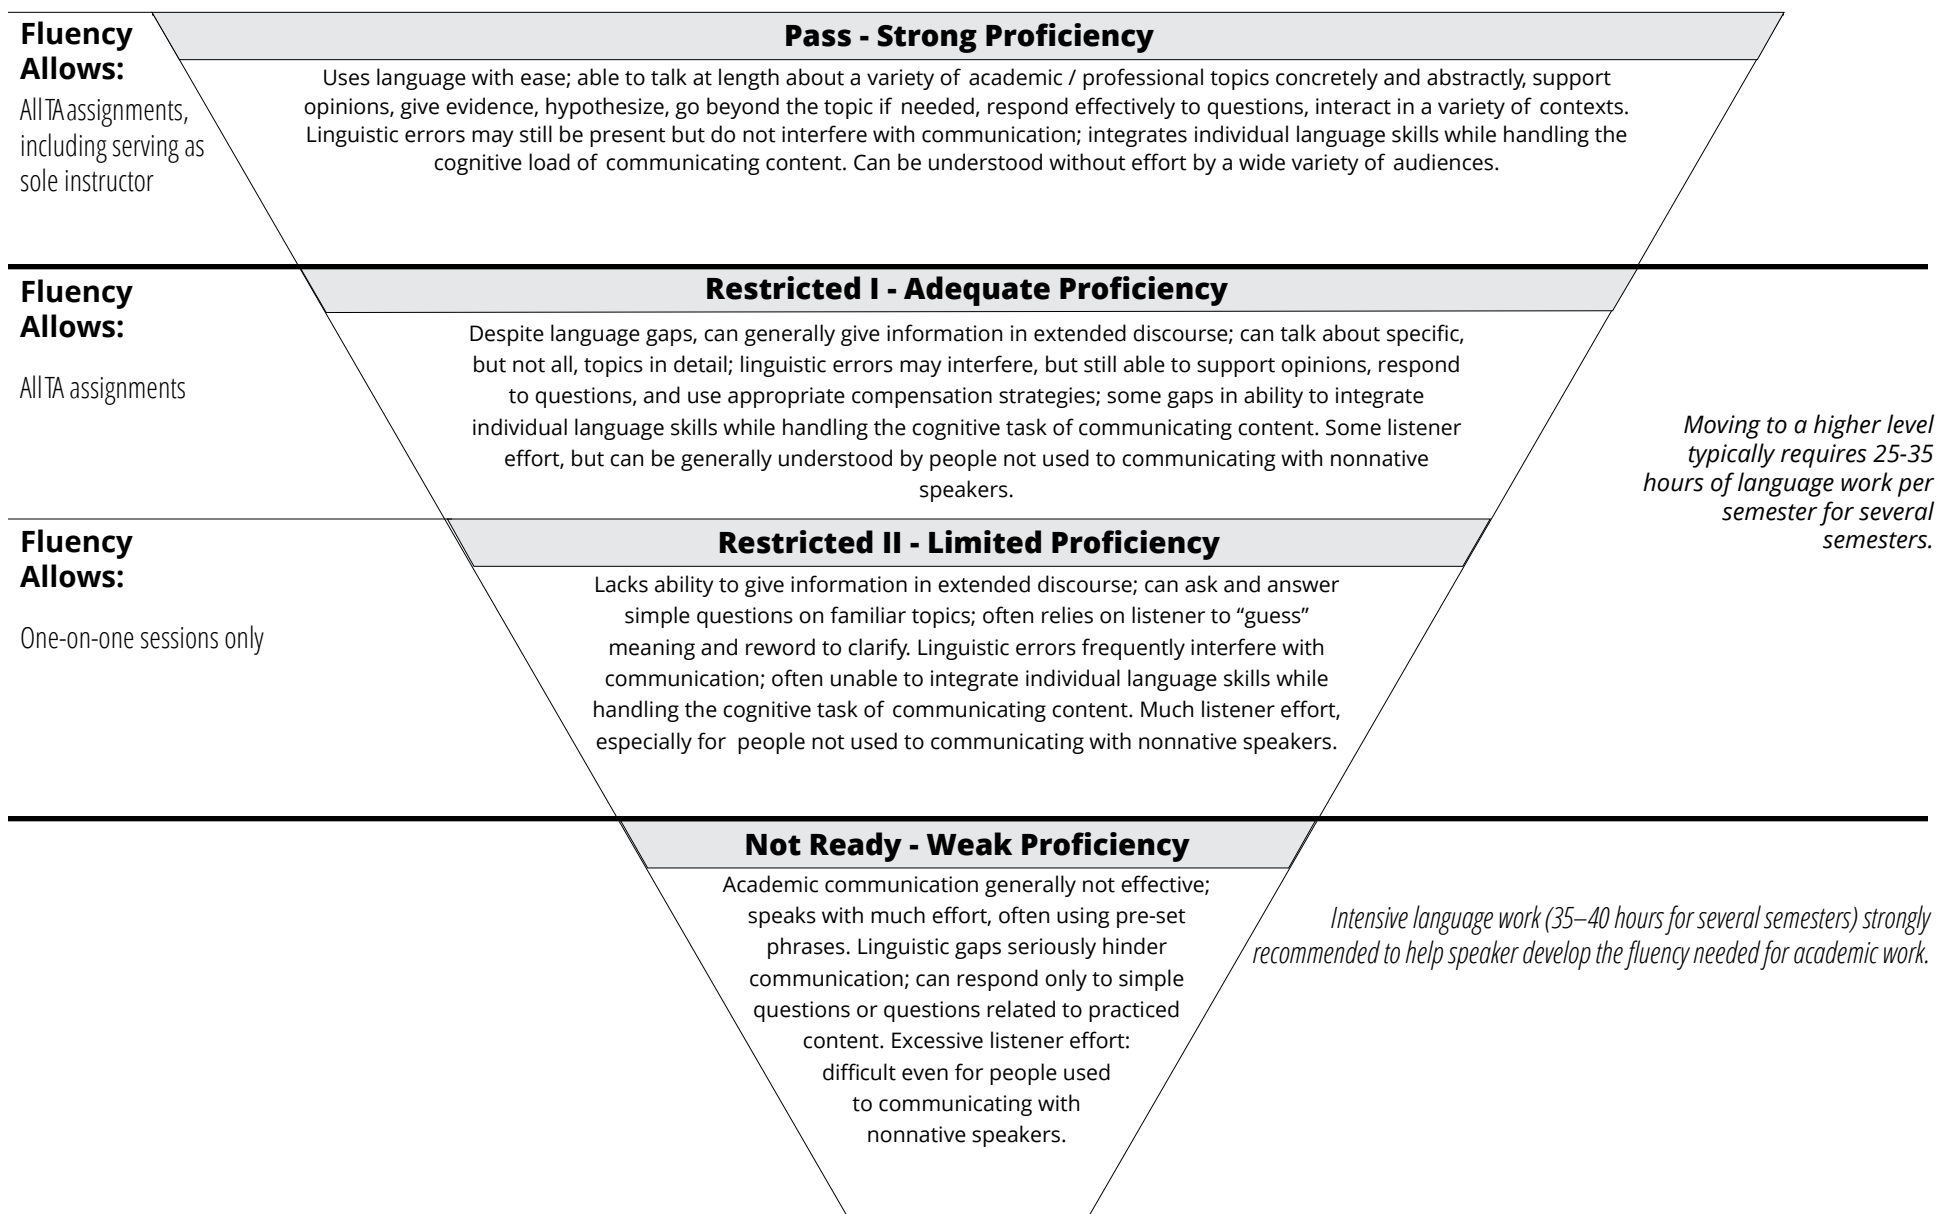 Fluency
Allows:
All TA assignments,
including serving as
sole instructor
Pass - Strong Proficiency
Uses language with ease; able to talk at length about a variety of academic / professional topics concretely and abstractly, support
opinions, give evidence, hypothesize, go beyond the topic if needed, respond effectively to questions, interact in a variety of contexts.
Linguistic errors may still be present but do not interfere with communication; integrates individual language skills while handling the
cognitive load of communicating content. Can be understood without effort by a wide variety of audiences.
Fluency
Allows:
All TA assignments
Restricted I - Adequate Proficiency
Despite language gaps, can generally give information in extended discourse; can talk about specific,
but not all, topics in detail; linguistic errors may interfere, but still able to support opinions, respond
to questions, and use appropriate compensation strategies; some gaps in ability to integrate
individual language skills while handling the cognitive task of communicating content. Some listener
effort, but can be generally understood by people not used to communicating with nonnative
speakers.
Moving to a higher level
typically requires 25-35
hours of language work per
semester for several
semesters.
Fluency
Allows:
One-on-one sessions only
Restricted II - Limited Proficiency
Lacks ability to give information in extended discourse; can ask and answer
simple questions on familiar topics; often relies on listener to “guess”
meaning and reword to clarify. Linguistic errors frequently interfere with
communication; often unable to integrate individual language skills while
handling the cognitive task of communicating content. Much listener effort,
especially for people not used to communicating with nonnative speakers.
Not Ready - Weak Proficiency
Academic communication generally not effective;
speaks with much effort, often using pre-set
phrases. Linguistic gaps seriously hinder
communication; can respond only to simple
questions or questions related to practiced
content. Excessive listener effort:
difficult even for people used
to communicating with
nonnative speakers.
Intensive language work (35–40 hours for several semesters) strongly
recommended to help speaker develop the fluency needed for academic work.